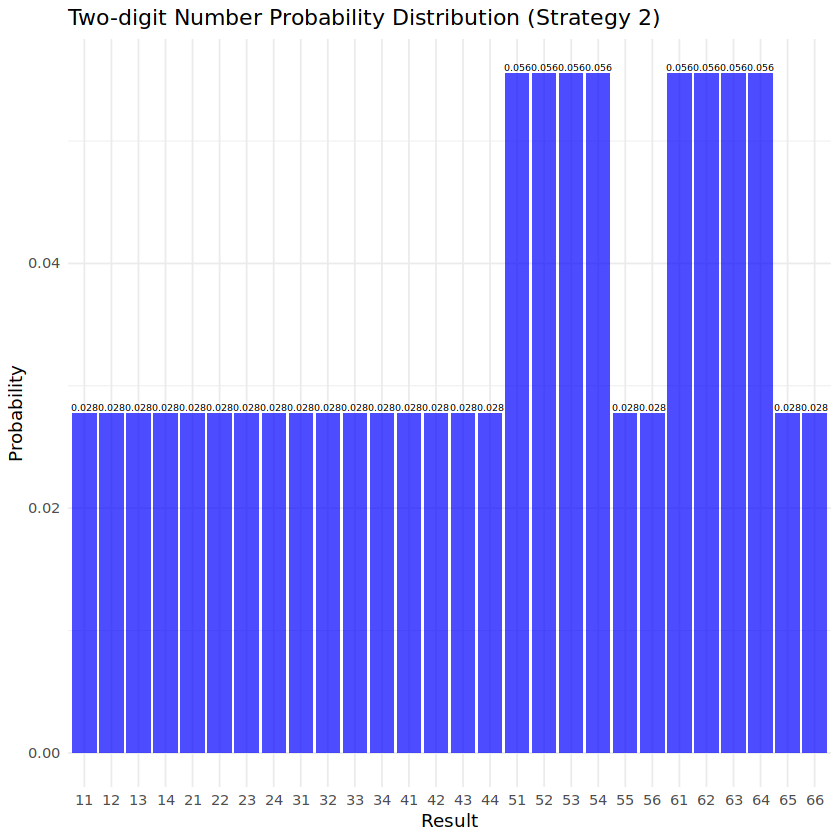 Two-digit Number Probability Distribution (Strategy 2)
0.056 0.056 0.056 0.056 0.056 0.056 0.056 0.056
0.04
0.028 0.028 0.028 0.028 0.028 0.028 0.028 0.028 0.028 0.028 0.028 0.028 0.028 0.028 0.028 0.028 0.028 0.028 0.028 0.028
Probability
0.02
0.00
11 12 13 14 21 22 23 24 31 32 33 34 41 42 43 44 51 52 53 54 55 56 61 62 63 64 65 66
Result